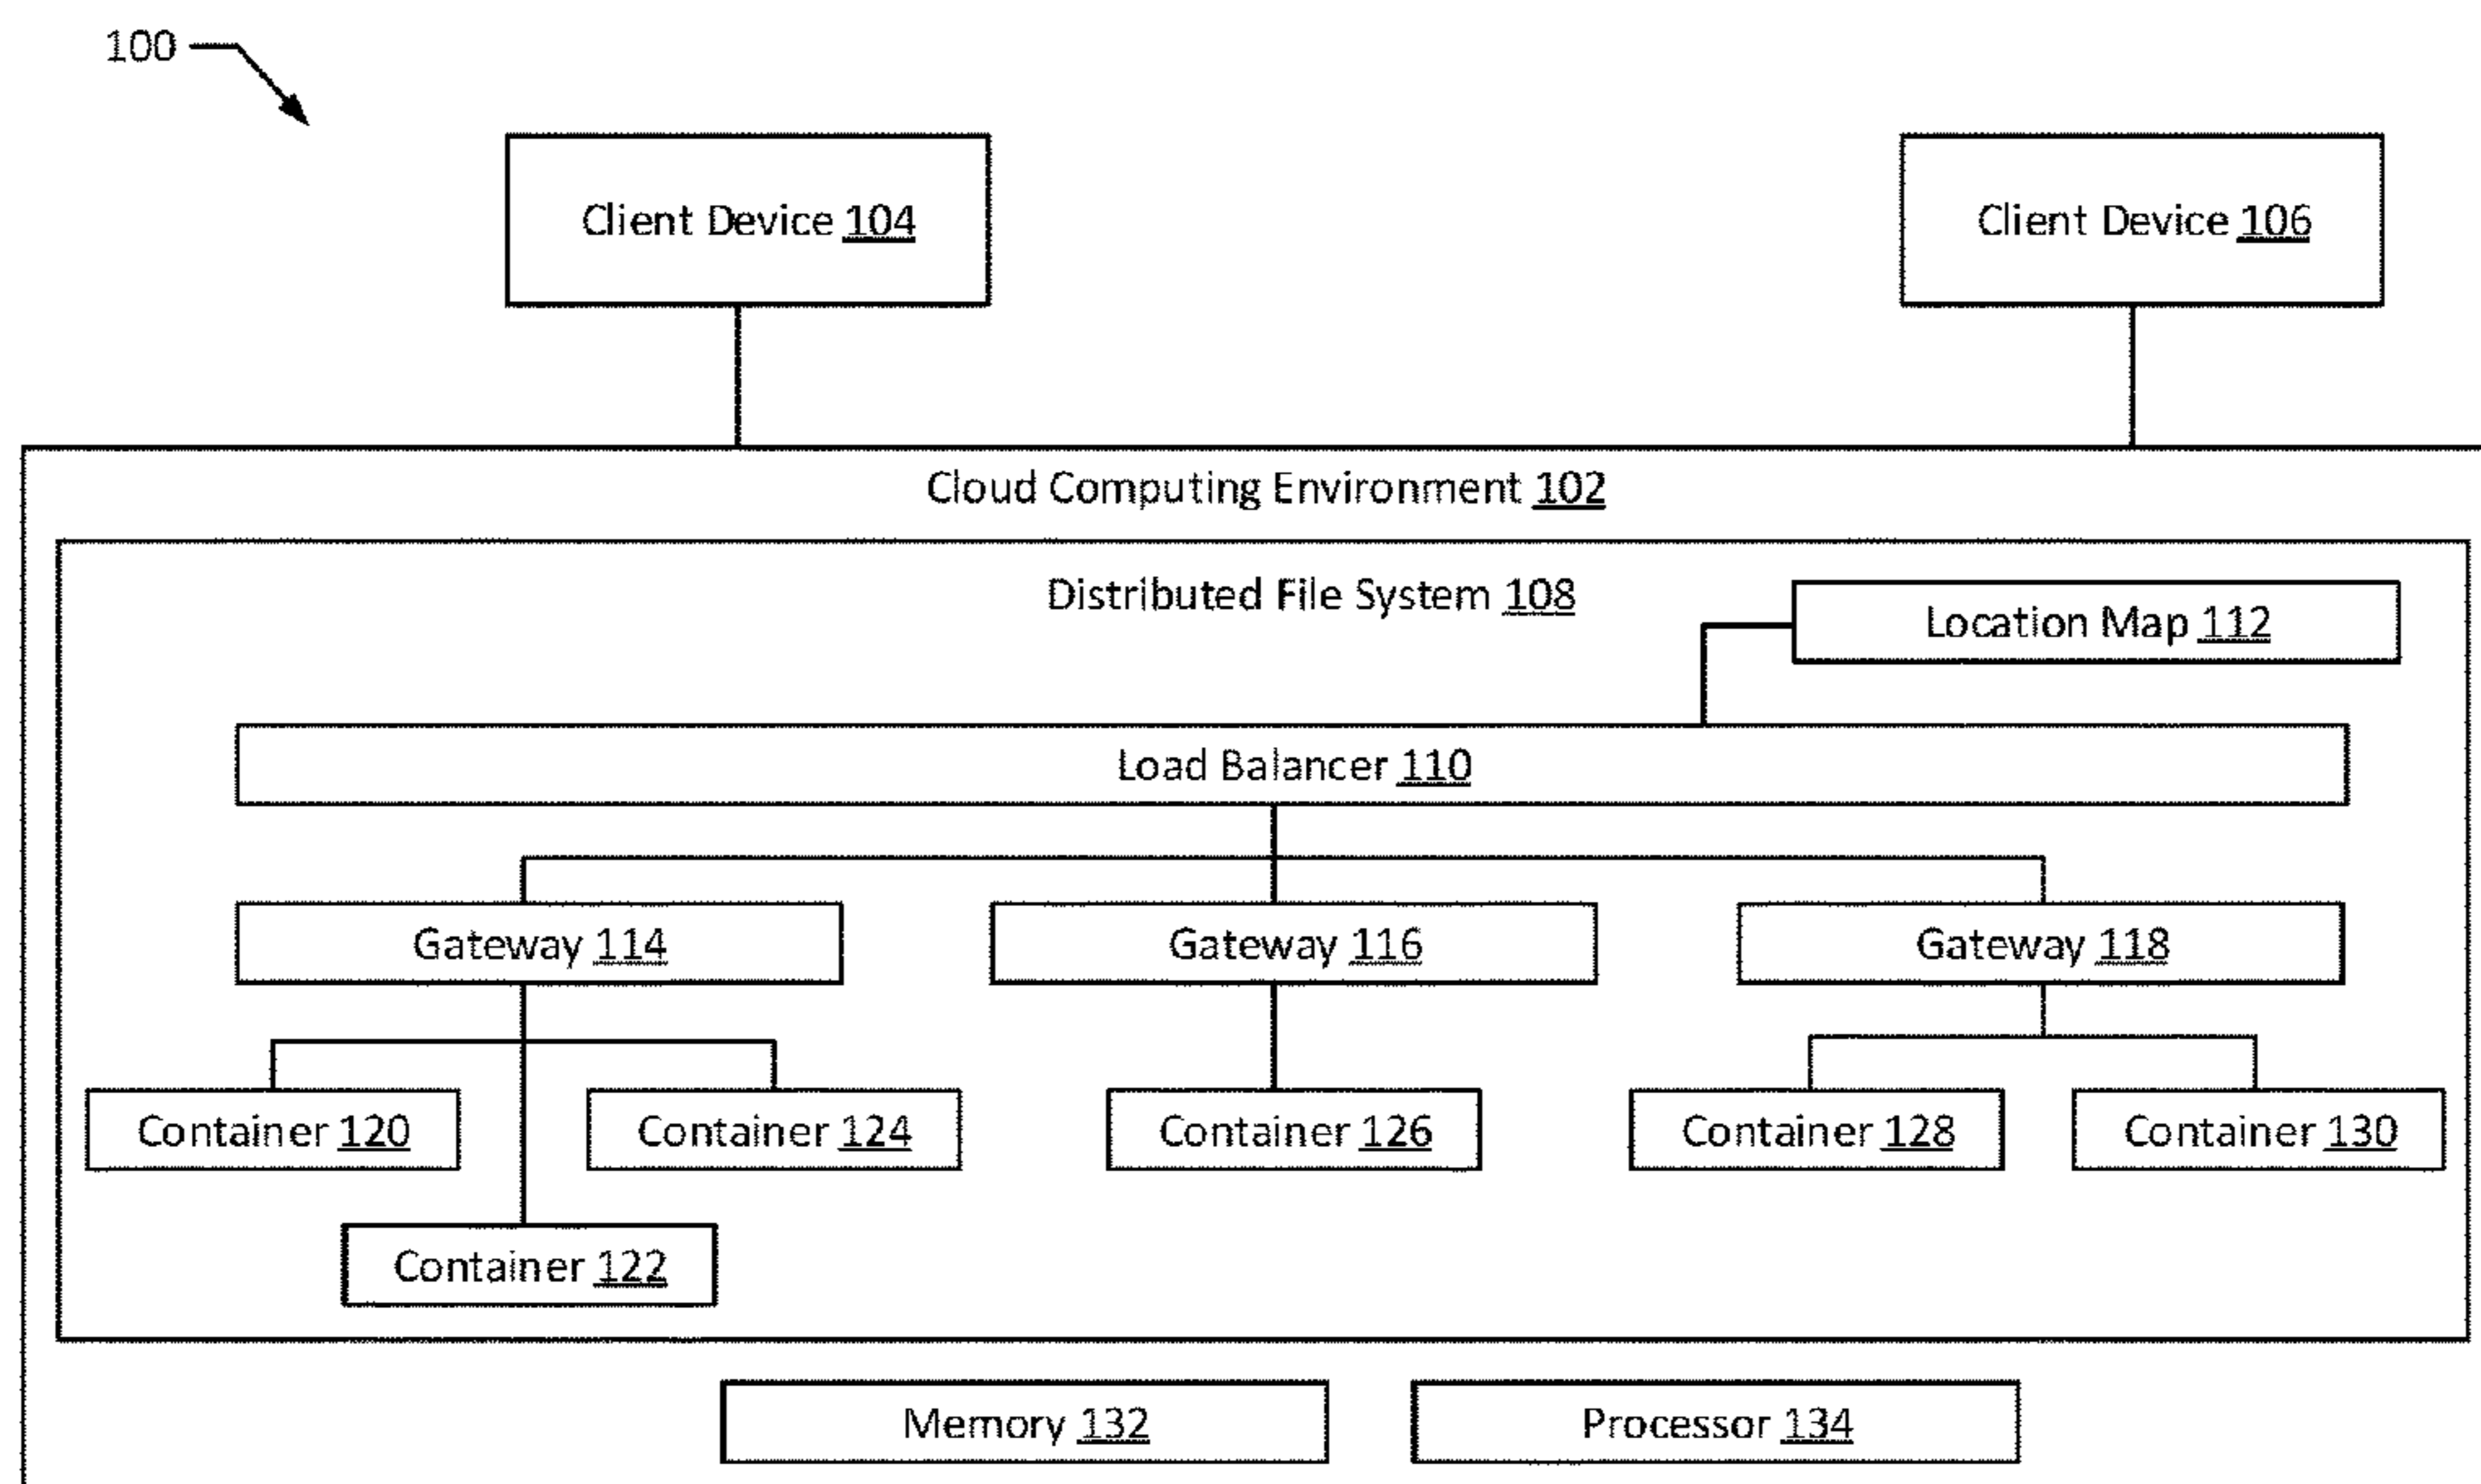 100
Client Device 104
Client Device 106
Cloud Computing Environment 102
Distributed File System 108
Location Map 112
Load Balancer 110
Gateway 114
Gateway 116
Gateway 118
Container 120
Container 124
Container 126
Container 128
Container 130
Container 122
Memory 132
Processor 134